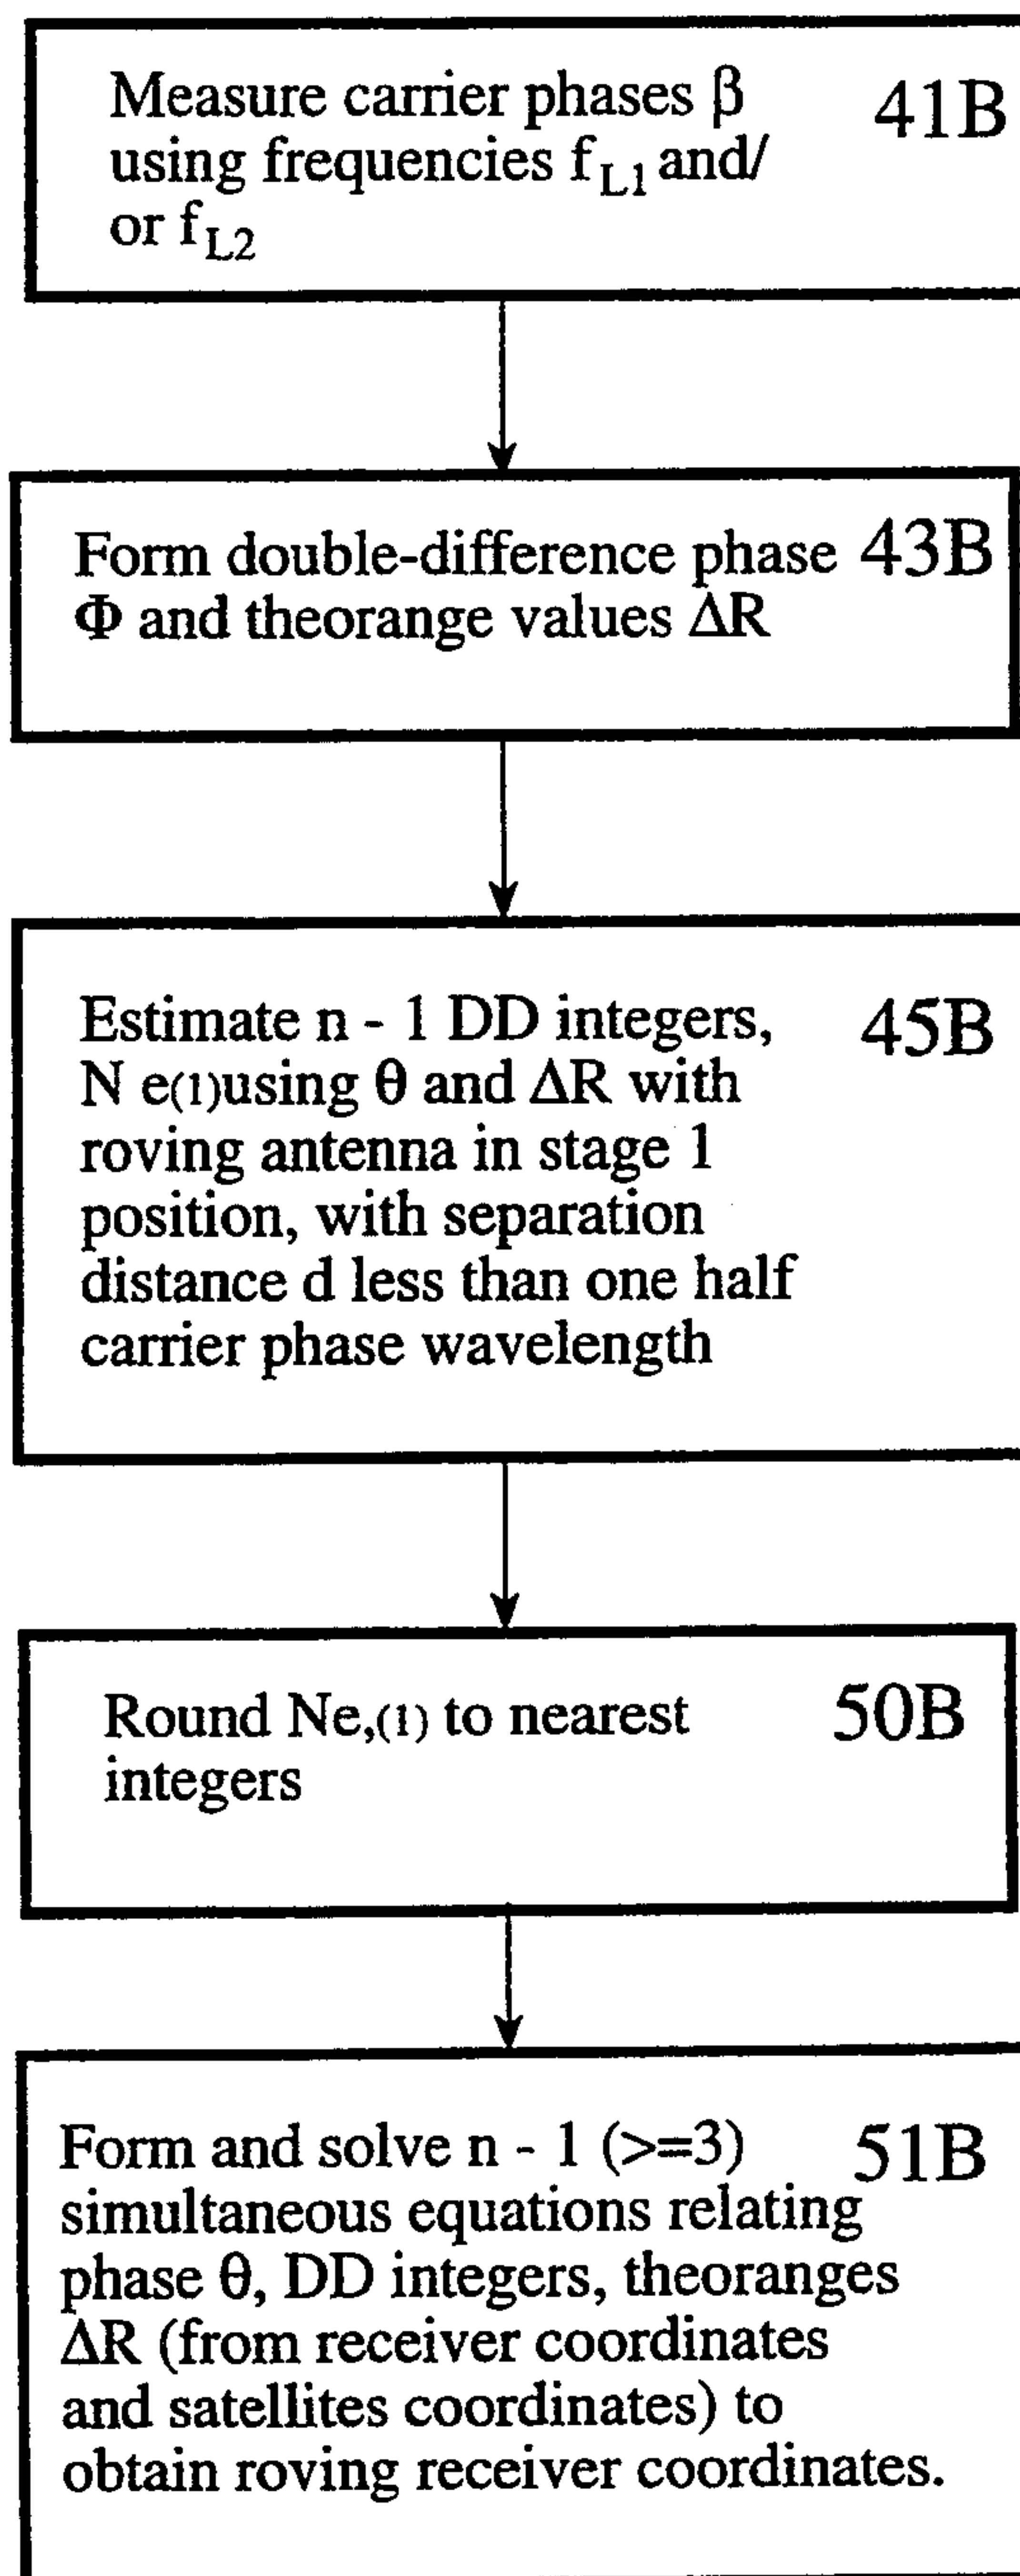 Measure carrier phases β 41B
using frequencies f_L1 and/
or f_L2
Form double-difference phase 43B
Φ and theorange values ΔR
Estimate n - 1 DD integers, 45B
N e(1)using θ and ΔR with
roving antenna in stage 1
position, with separation
distance d less than one half
carrier phase wavelength
Round Ne,(1) to nearest 50B
integers
Form and solve n - 1 (>=3) 51B
simultaneous equations relating
phase θ, DD integers, theoranges
ΔR (from receiver coordinates
and satellites coordinates) to
obtain roving receiver coordinates.